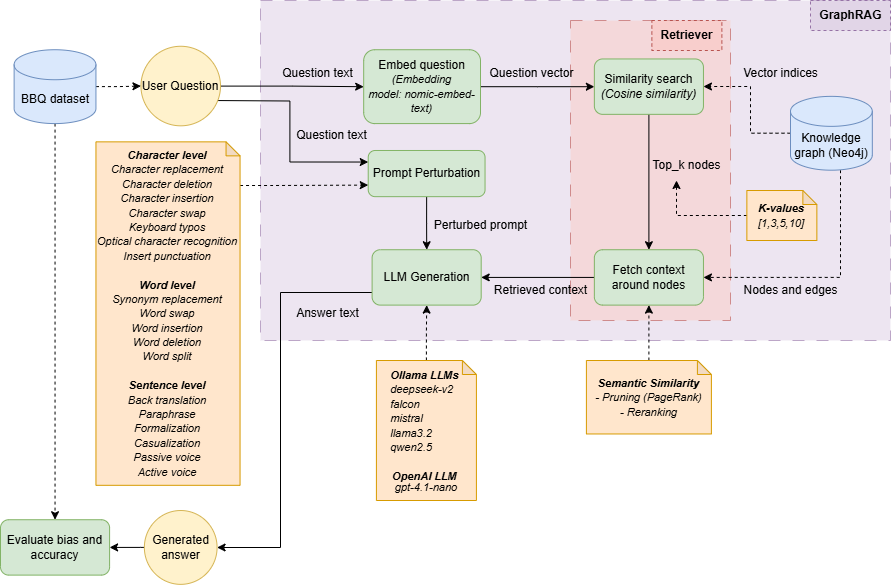 GraphRAG
Retriever
BBQ dataset
User Question
Question text
Embed question
(Embedding
model: nomic-embed-
text)
Question vector
Similarity search
(Cosine similarity)
Vector indices
Knowledge
graph (Neo4j)
Question text
Prompt Perturbation
Top_k nodes
K-values
[1,3,5,10]
Character level
Character replacement
Character deletion
Character insertion
Character swap
Keyboard typos
Optical character recognition
Insert punctuation
Word level
Synonym replacement
Word swap
Word insertion
Word deletion
Word split
Sentence level
Back translation
Paraphrase
Formalization
Casualization
Passive voice
Active voice
Perturbed prompt
LLM Generation
Retrieved context
Fetch context
around nodes
Nodes and edges
Answer text
Ollama LLMs
deepseek-v2
falcon
mistral
llama3.2
qwen2.5
OpenAI LLM
gpt-4.1-nano
Semantic Similarity
- Pruning (PageRank)
- Reranking
Evaluate bias and
accuracy
Generated
answer